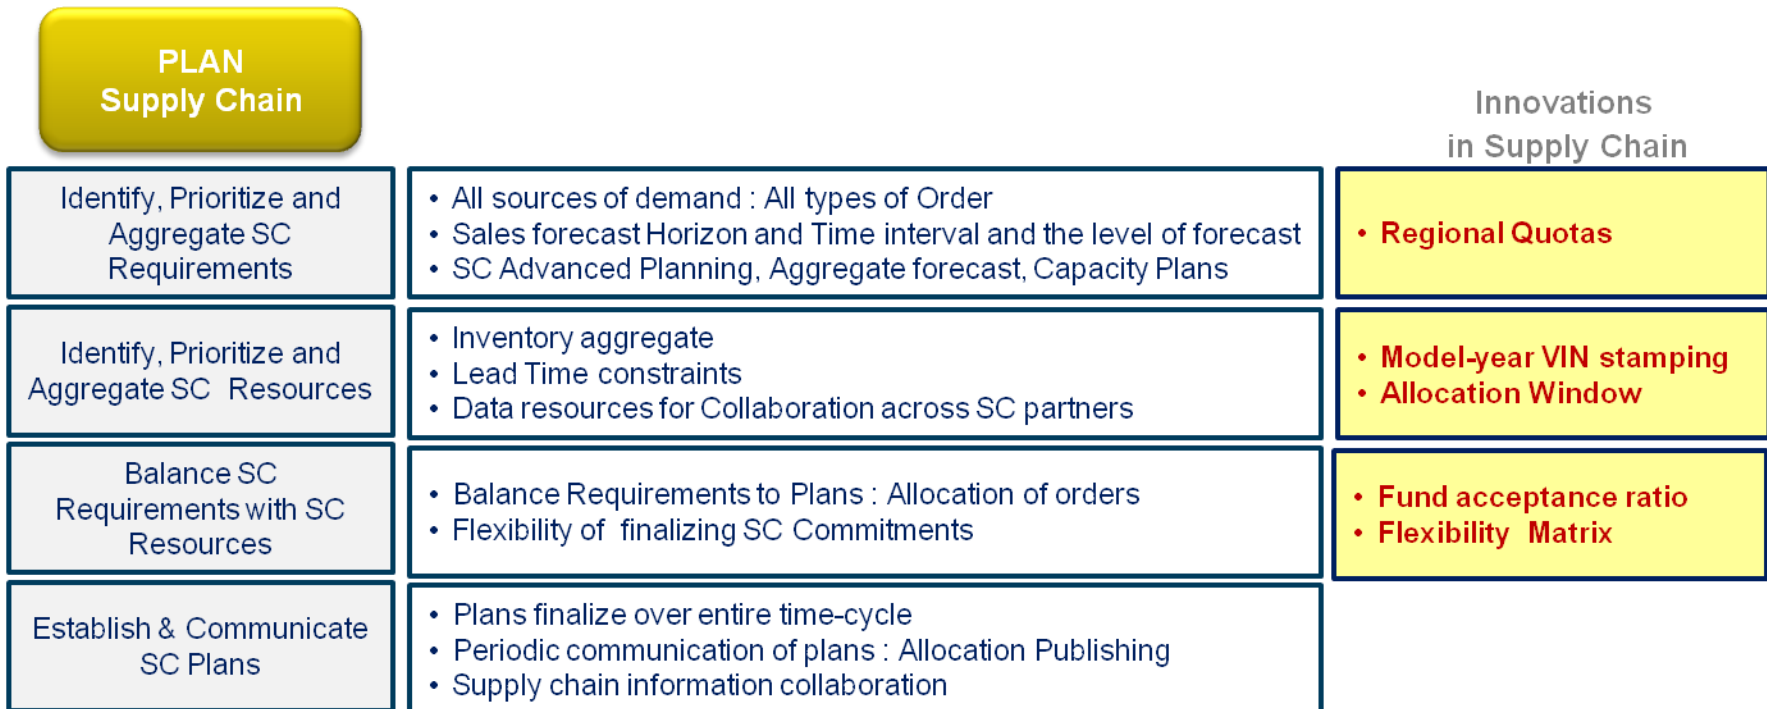 PLAN
Supply Chain
Innovations
in Supply Chain
Identify, Prioritize and
Aggregate SC
Requirements
• All sources of demand : All types of Order
• Sales forecast Horizon and Time interval and the level of forecast
• SC Advanced Planning, Aggregate forecast, Capacity Plans
• Regional Quotas
Identify, Prioritize and
Aggregate SC Resources
• Inventory aggregate
• Lead Time constraints
• Data resources for Collaboration across SC partners
• Model-year VIN stamping
• Allocation Window
Balance SC
Requirements with SC
Resources
• Balance Requirements to Plans : Allocation of orders
• Flexibility of finalizing SC Commitments
• Fund acceptance ratio
• Flexibility Matrix
Establish & Communicate
SC Plans
• Plans finalize over entire time-cycle
• Periodic communication of plans : Allocation Publishing
• Supply chain information collaboration